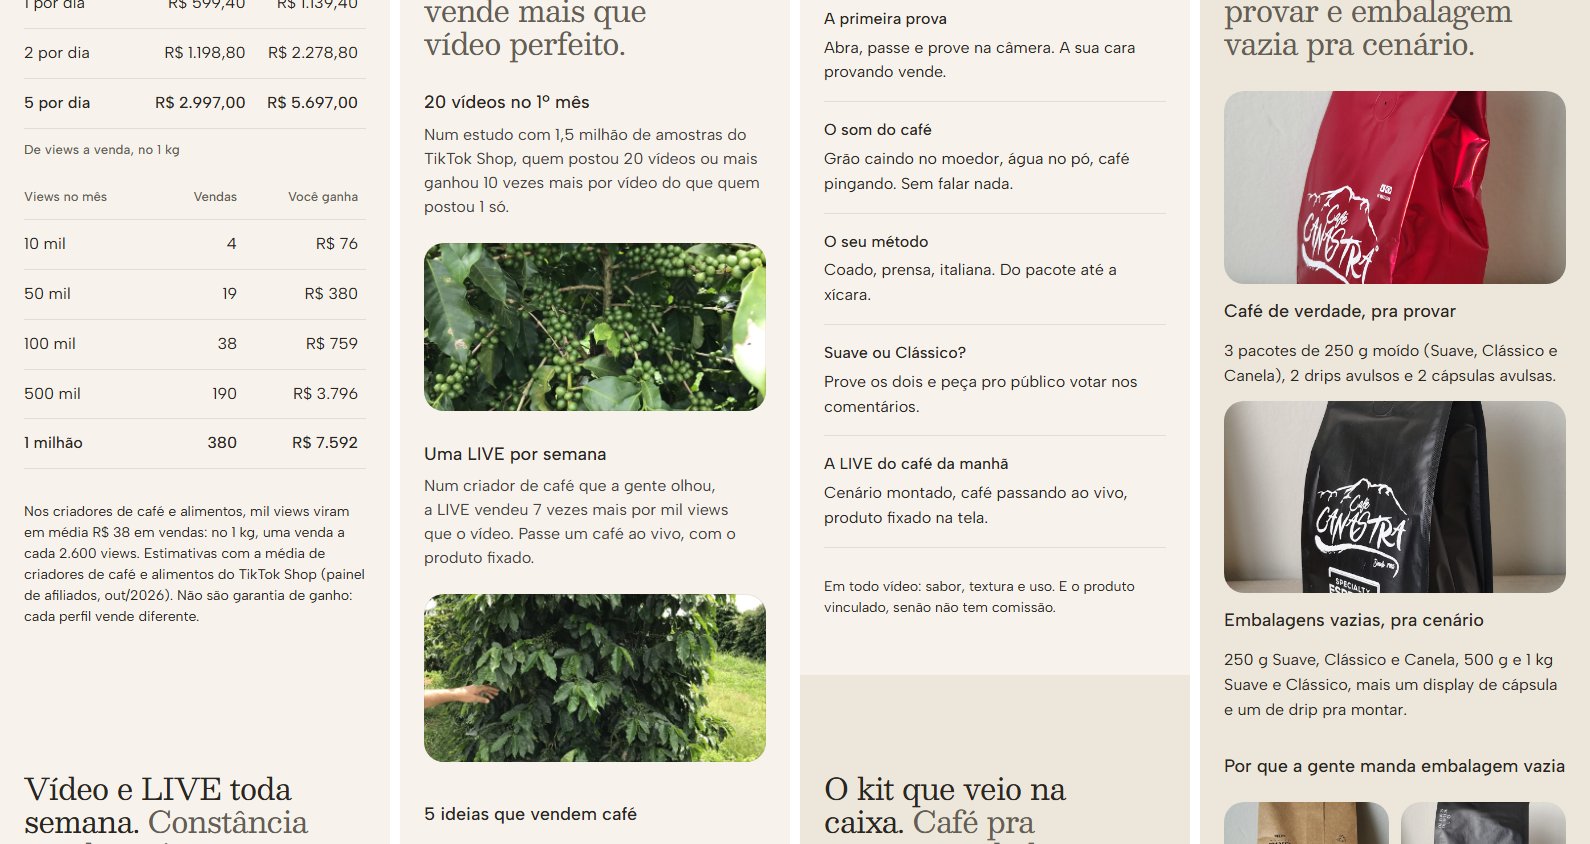 1 por dia R$ 599,40 R$ 1.139,40
2 por dia R$ 1.198,80 R$ 2.278,80
5 por dia R$ 2.997,00 R$ 5.697,00
De views a venda, no 1 kg
Views no mês Vendas Você ganha
10 mil 4 R$ 76
50 mil 19 R$ 380
100 mil 38 R$ 759
500 mil 190 R$ 3.796
1 milhão 380 R$ 7.592
Nos criadores de café e alimentos, mil views viram
em média R$ 38 em vendas: no 1 kg, uma venda a
cada 2.600 views. Estimativas com a média de
criadores de café e alimentos do TikTok Shop (painel
de afiliados, out/2026). Não são garantia de ganho:
cada perfil vende diferente.
Vídeo e LIVE toda
semana. Constância
vende mais que
vídeo perfeito.
20 vídeos no 1º mês
Num estudo com 1,5 milhão de amostras do
TikTok Shop, quem postou 20 vídeos ou mais
ganhou 10 vezes mais por vídeo do que quem
postou 1 só.
Uma LIVE por semana
Num criador de café que a gente olhou,
a LIVE vendeu 7 vezes mais por mil views
que o vídeo. Passe um café ao vivo, com o
produto fixado.
5 ideias que vendem café
A primeira prova
Abra, passe e prove na câmera. A sua cara
provando vende.
O som do café
Grão caindo no moedor, água no pó, café
pingando. Sem falar nada.
O seu método
Coado, prensa, italiana. Do pacote até a
xícara.
Suave ou Clássico?
Prove os dois e peça pro público votar nos
comentários.
A LIVE do café da manhã
Cenário montado, café passando ao vivo,
produto fixado na tela.
Em todo vídeo: sabor, textura e uso. E o produto
vinculado, senão não tem comissão.
O kit que veio na
caixa. Café pra
provar e embalagem
vazia pra cenário.
Café
CANASTRA
Café de verdade, pra provar
3 pacotes de 250 g moído (Suave, Clássico e
Canela), 2 drips avulsos e 2 cápsulas avulsas.
Café
CANASTRA
SPECIALTY
Embalagens vazias, pra cenário
250 g Suave, Clássico e Canela, 500 g e 1 kg
Suave e Clássico, mais um display de cápsula
e um de drip pra montar.
Por que a gente manda embalagem vazia